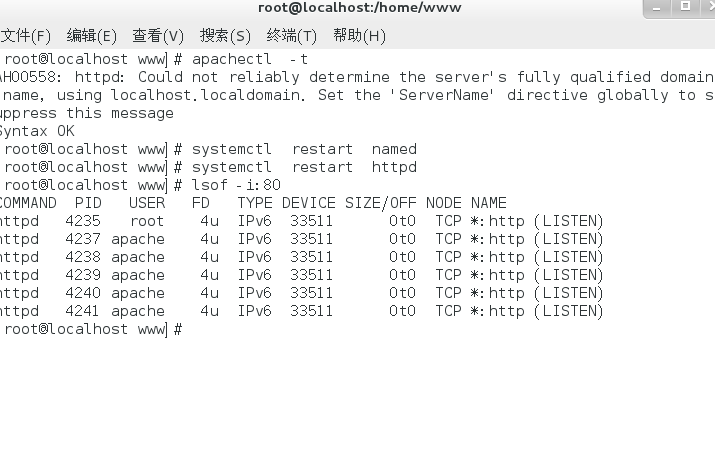 root@localhost:/home/www
文件(F) 编辑(E) 查看(V) 搜索(S) 终端(T) 帮助(H)
root@localhost www]# apachectl -t
AH00558: httpd: Could not reliably determine the server's fully qualified domain
name, using localhost.localdomain. Set the 'ServerName' directive globally to s
uppress this message
Syntax OK
root@localhost www]# systemctl restart named
root@localhost www]# systemctl restart httpd
root@localhost www]# lsof -i:80
COMMAND PID USER FD TYPE DEVICE SIZE/OFF NODE NAME
httpd 4235 root 4u IPv6 33511 0t0 TCP *:http (LISTEN)
httpd 4237 apache 4u IPv6 33511 0t0 TCP *:http (LISTEN)
httpd 4238 apache 4u IPv6 33511 0t0 TCP *:http (LISTEN)
httpd 4239 apache 4u IPv6 33511 0t0 TCP *:http (LISTEN)
httpd 4240 apache 4u IPv6 33511 0t0 TCP *:http (LISTEN)
httpd 4241 apache 4u IPv6 33511 0t0 TCP *:http (LISTEN)
root@localhost www]#